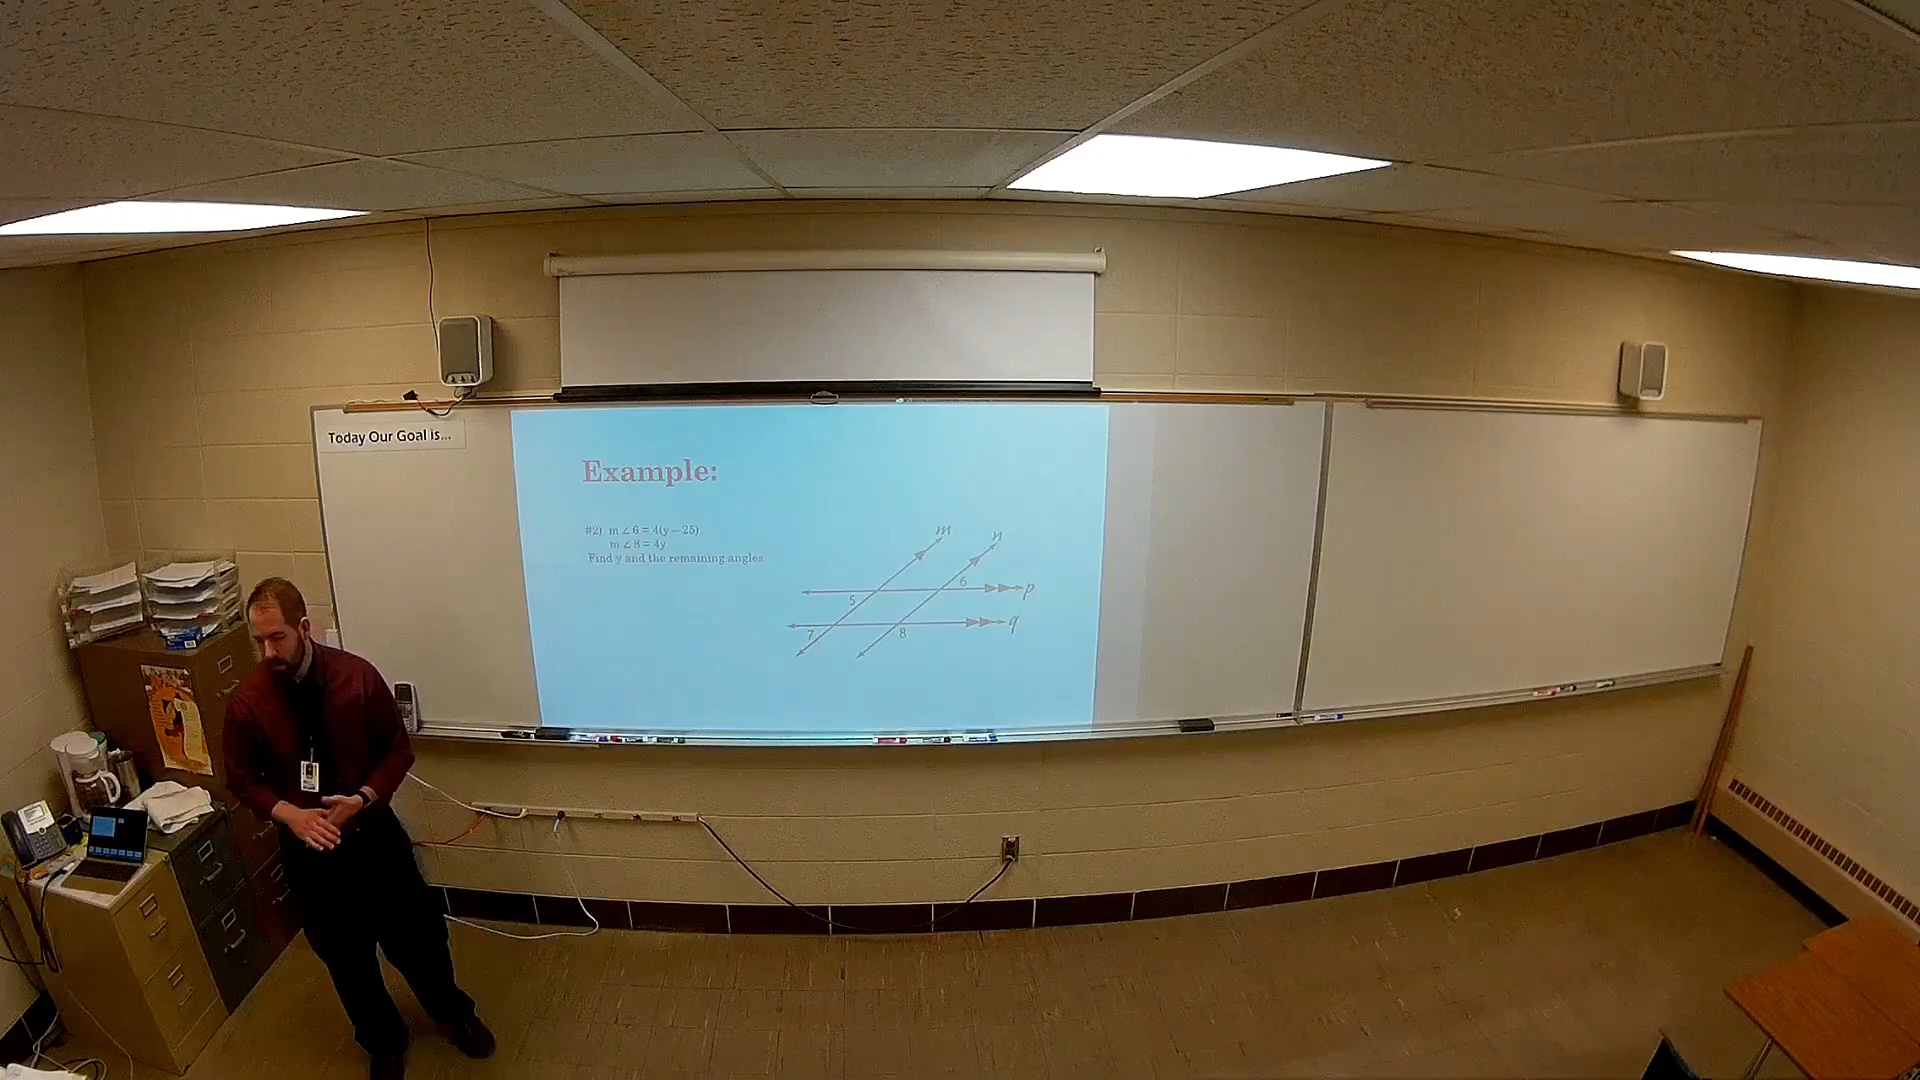 Today Our Goal is...
Example:
#2) m∠6 = 4(y – 25),
m∠8 = 4y
Find y and the remaining angles
m
n
6
p
5
q
7
8